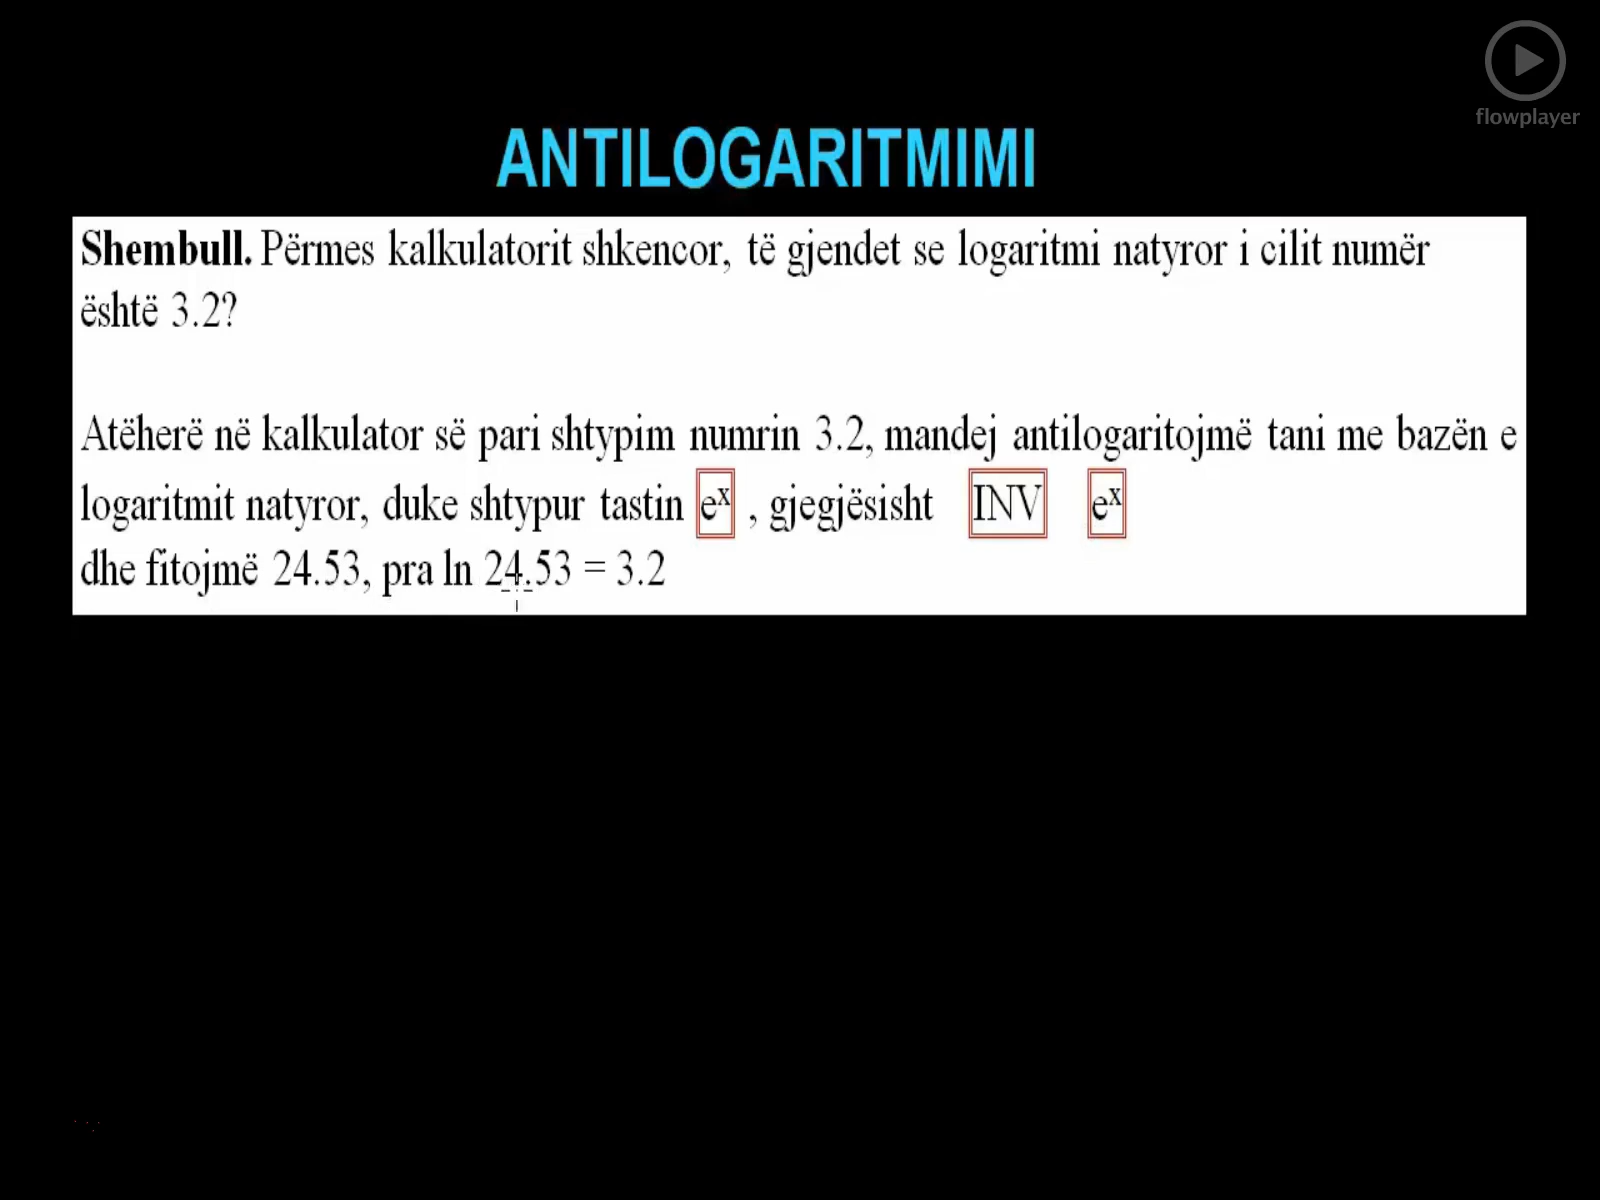 flowplayer
ANTILOGARITMIMI
Shembull. Përmes kalkulatorit shkencor, të gjendet se logaritmi natyror i cilit numër
është 3.2?
Atëherë në kalkulator së pari shtypim numrin 3.2, mandej antilogaritojmë tani me bazën e
logaritmit natyror, duke shtypur tastin eˣ , gjegjësisht INV eˣ
dhe fitojmë 24.53, pra ln 24.53 = 3.2